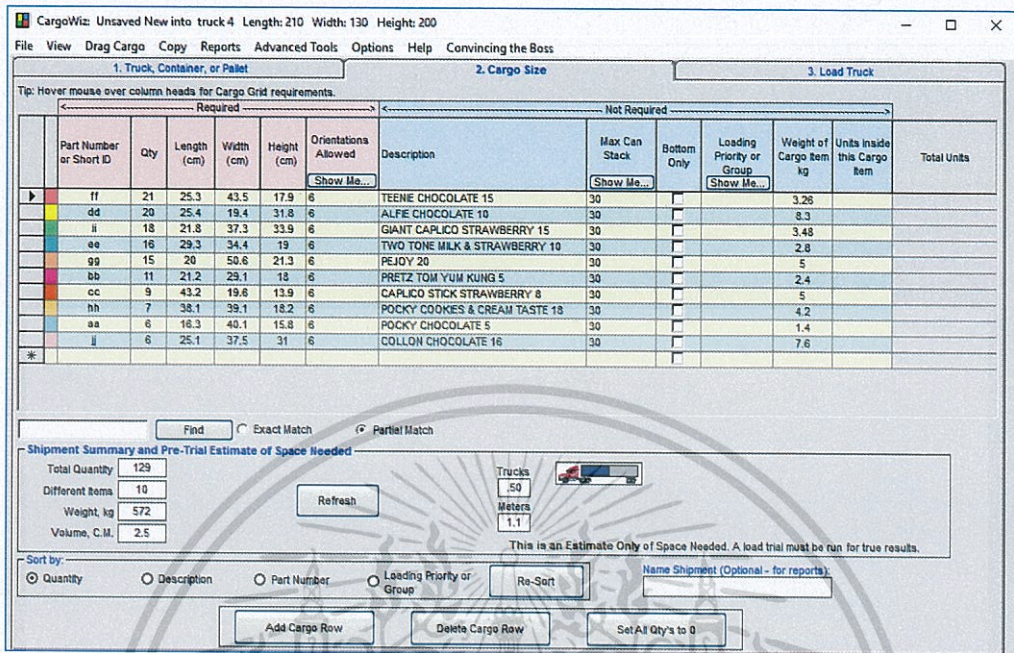 CargoWiz: Unsaved New into truck 4 Length: 210 Width: 130 Height: 200
File View Drag Cargo Copy Reports Advanced Tools Options Help Convincing the Boss
1. Truck, Container, or Pallet 2. Cargo Size 3. Load Truck
Tip: Hover mouse over column heads for Cargo Grid requirements.
Required Not Required
Part Number or Short ID Qty Length (cm) Width (cm) Height (cm) Orientations Allowed Show Me... Description Max Can Stack Show Me... Bottom Only Loading Priority or Group Show Me... Weight of Cargo Item kg Units Inside this Cargo Item Total Units
ff 21 25.3 43.5 17.9 6 TEENIE CHOCOLATE 15 30 3.26
dd 20 25.4 19.4 31.8 6 ALFIE CHOCOLATE 10 30 8.3
ii 18 21.8 37.3 33.9 6 GIANT CAPLICO STRAWBERRY 15 30 3.48
ee 16 29.3 34.4 19 6 TWO TONE MILK & STRAWBERRY 10 30 2.8
gg 15 20 50.6 21.3 6 PEJOY 20 30 5
bb 11 21.2 29.1 18 6 PRETZ TOM YUM KUNG 5 30 2.4
cc 9 43.2 19.6 13.9 6 CAPLICO STICK STRAWBERRY 8 30 5
hh 7 38.1 39.1 18.2 6 POCKY COOKIES & CREAM TASTE 18 30 4.2
aa 6 16.3 40.1 15.8 6 POCKY CHOCOLATE 5 30 1.4
jj 6 25.1 37.5 31 6 COLLON CHOCOLATE 16 30 7.6
Find Exact Match Partial Match
Shipment Summary and Pre-Trial Estimate of Space Needed
Total Quantity 129
Different Items 10
Weight, kg 572
Volume, C.M. 2.5
Refresh
Trucks
.50
Meters
1.1
This is an Estimate Only of Space Needed. A load trial must be run for true results.
Sort by:
Quantity Description Part Number Loading Priority or Group Re-Sort
Name Shipment (Optional - for reports):
Add Cargo Row Delete Cargo Row Set All Qty's to 0